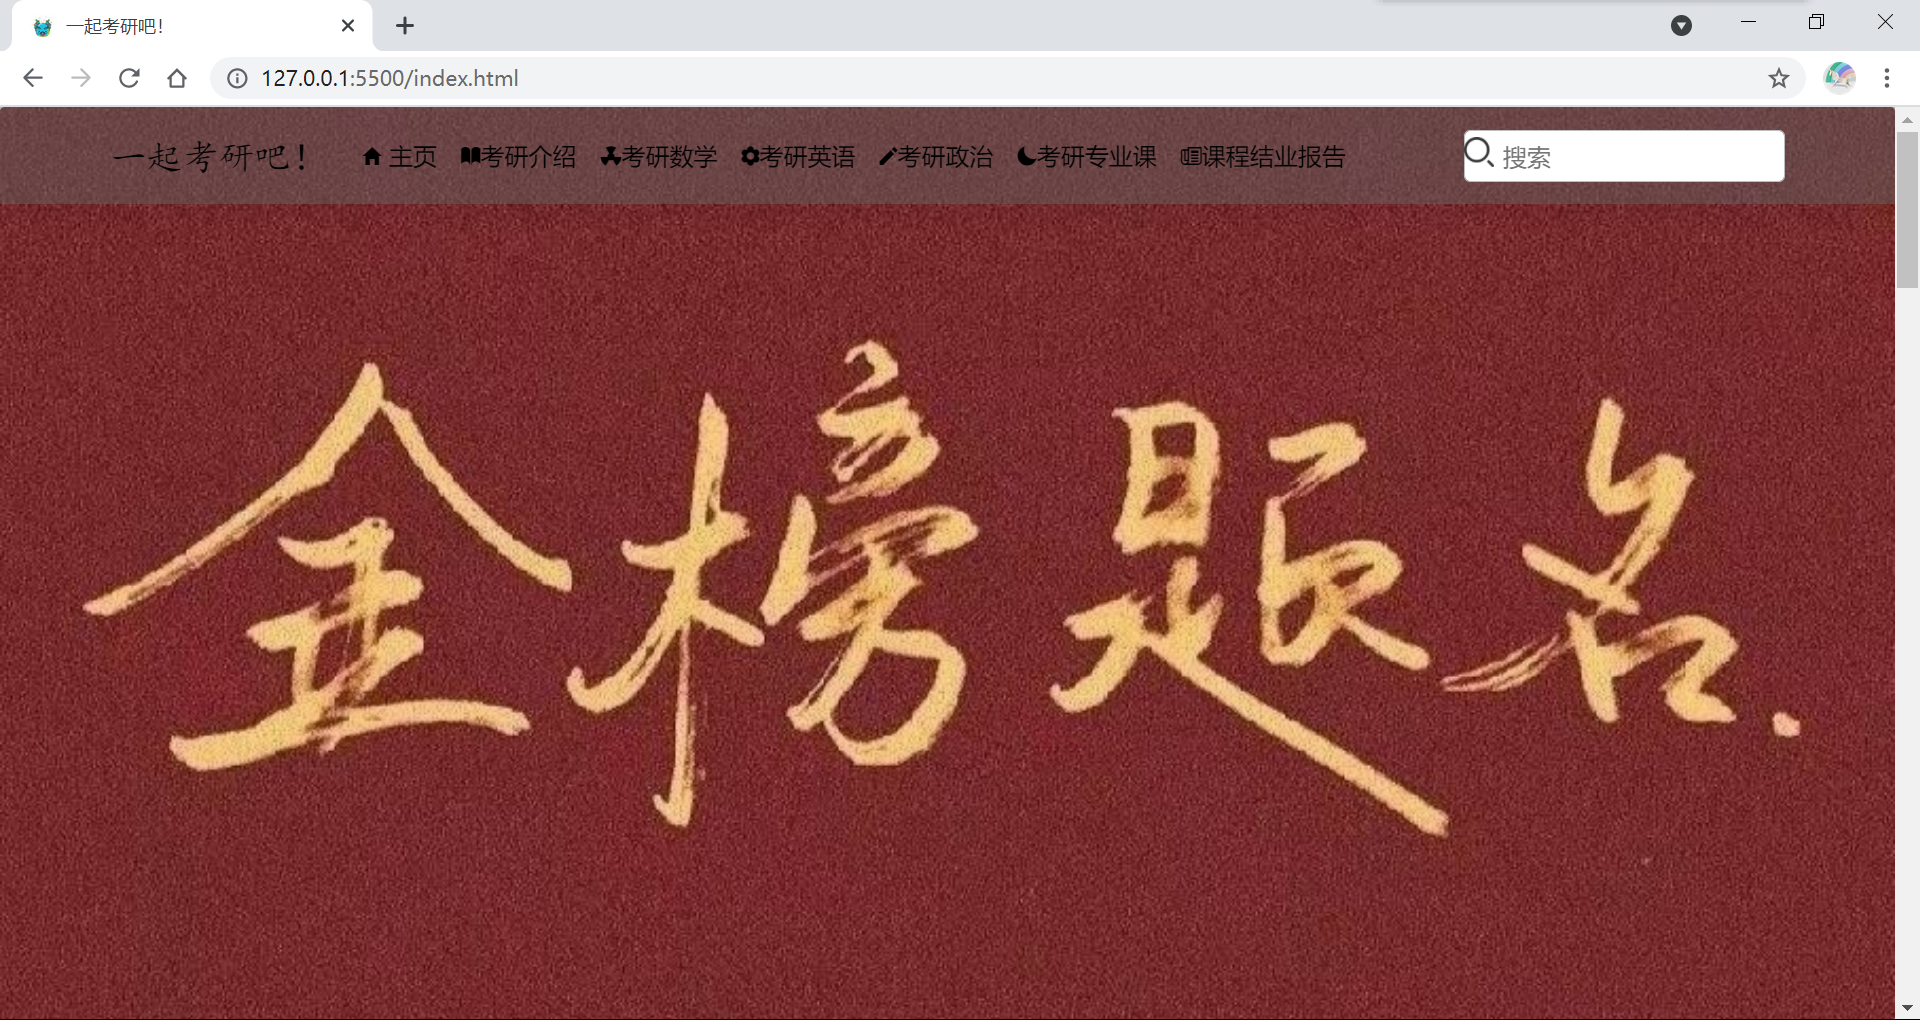 一起考研吧！
127.0.0.1:5500/index.html
一起考研吧！ 主页 考研介绍 考研数学 考研英语 考研政治 考研专业课 课程结业报告 搜索
金榜题名.